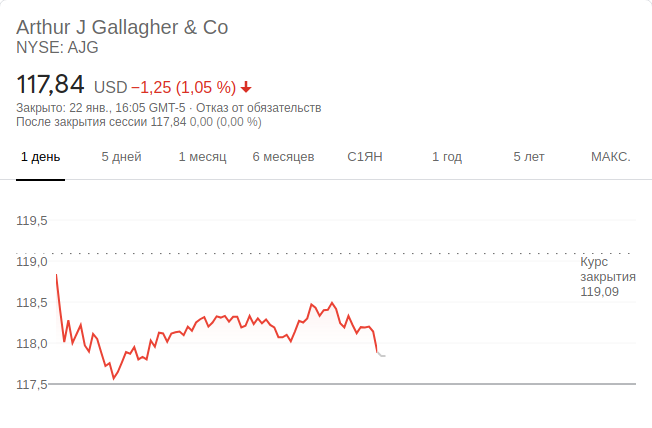 Arthur J Gallagher & Co
NYSE: AJG
117,84 USD −1,25 (1,05 %)
Закрыто: 22 янв., 16:05 GMT-5 · Отказ от обязательств
После закрытия сессии 117,84 0,00 (0,00 %)
1 день 5 дней 1 месяц 6 месяцев С1ЯН 1 год 5 лет МАКС.
119,5
119,0
118,5
118,0
117,5
Курс
закрытия
119,09